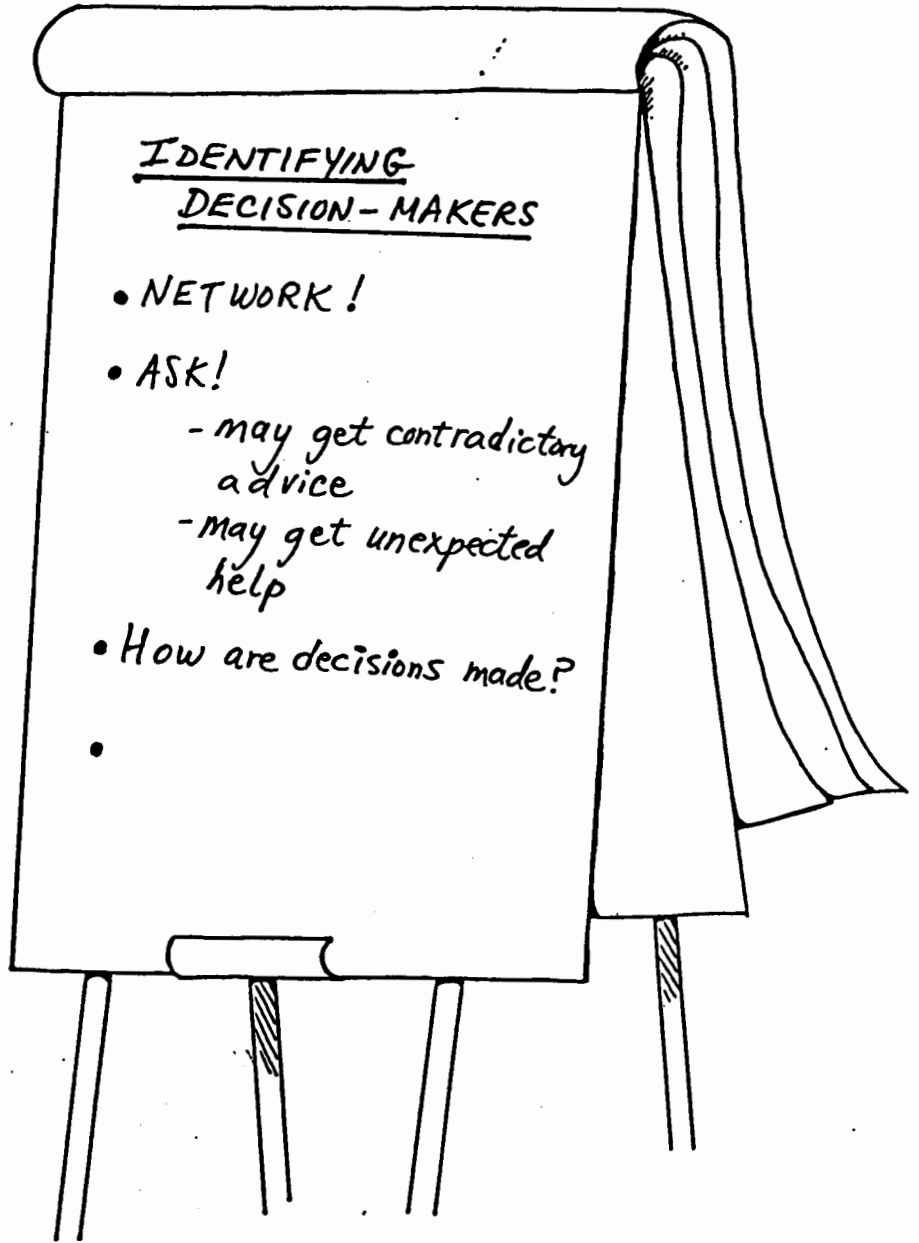 IDENTIFYING
DECISION-MAKERS
• NETWORK!
• ASK!
- may get contradictory
advice
- may get unexpected
help
• How are decisions made?
•